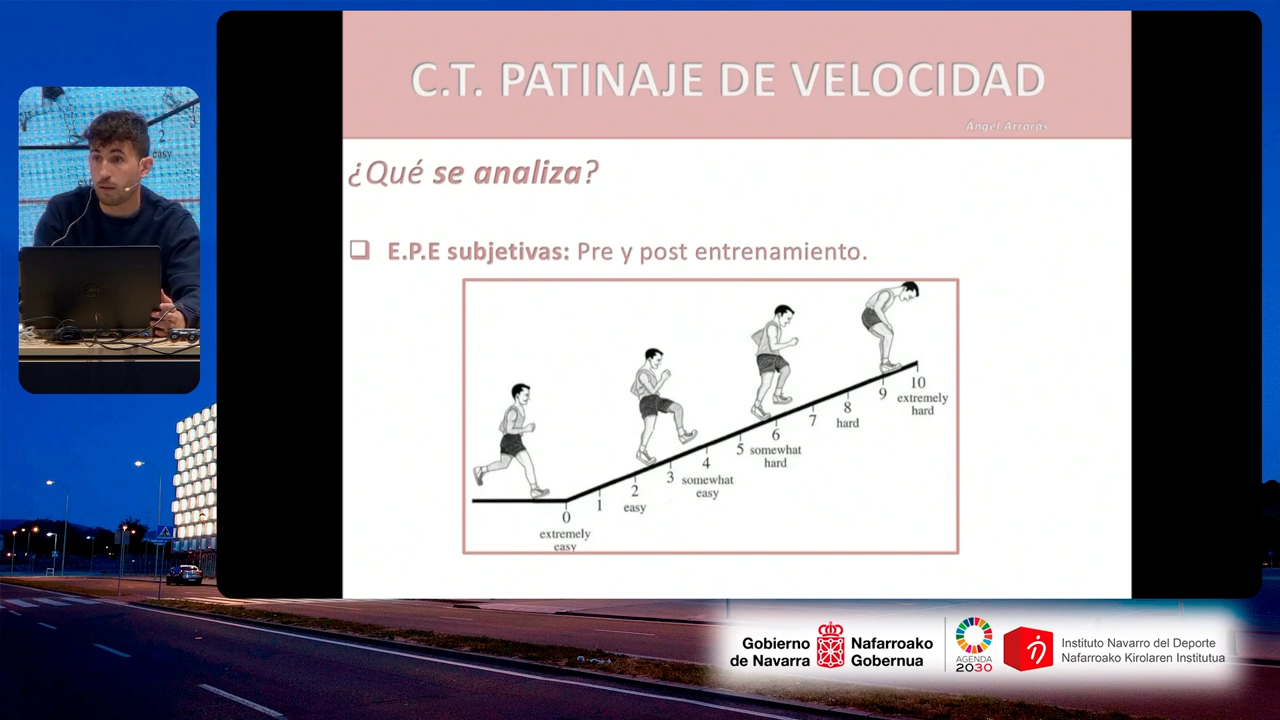 C.T. PATINAJE DE VELOCIDAD
Ángel Arrarás
¿Qué se analiza?
E.P.E subjetivas: Pre y post entrenamiento.
0
extremely
easy
1
2
easy
3
4
somewhat
easy
5
6
somewhat
hard
7
8
hard
9
10
extremely
hard
2
easy
Gobierno
de Navarra
Nafarroako
Gobernua
AGENDA
2030
Instituto Navarro del Deporte
Nafarroako Kirolaren Institutua